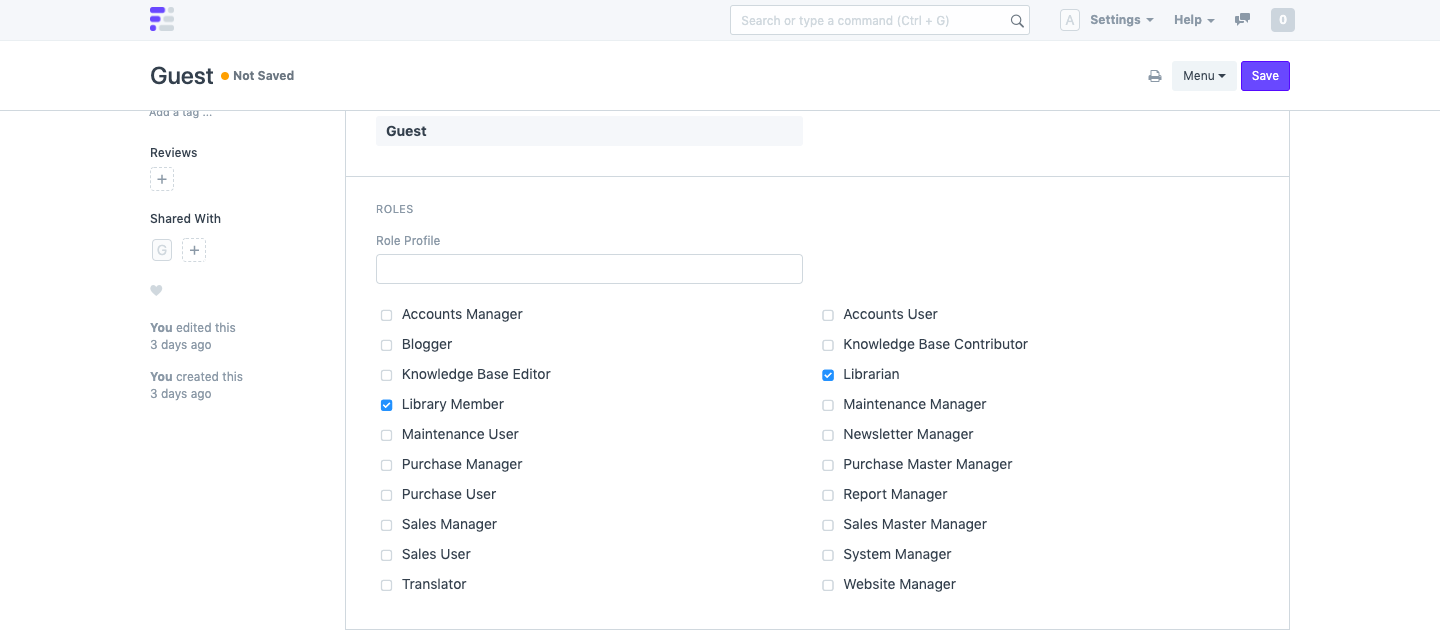 Search or type a command (Ctrl + G)
A
Settings
Help
0
Guest
Not Saved
Menu
Save
Add a tag ...
Reviews
+
Shared With
G
+
You edited this
3 days ago
You created this
3 days ago
Guest
ROLES
Role Profile
Accounts Manager
Accounts User
Blogger
Knowledge Base Contributor
Knowledge Base Editor
Librarian
Library Member
Maintenance Manager
Maintenance User
Newsletter Manager
Purchase Manager
Purchase Master Manager
Purchase User
Report Manager
Sales Manager
Sales Master Manager
Sales User
System Manager
Translator
Website Manager